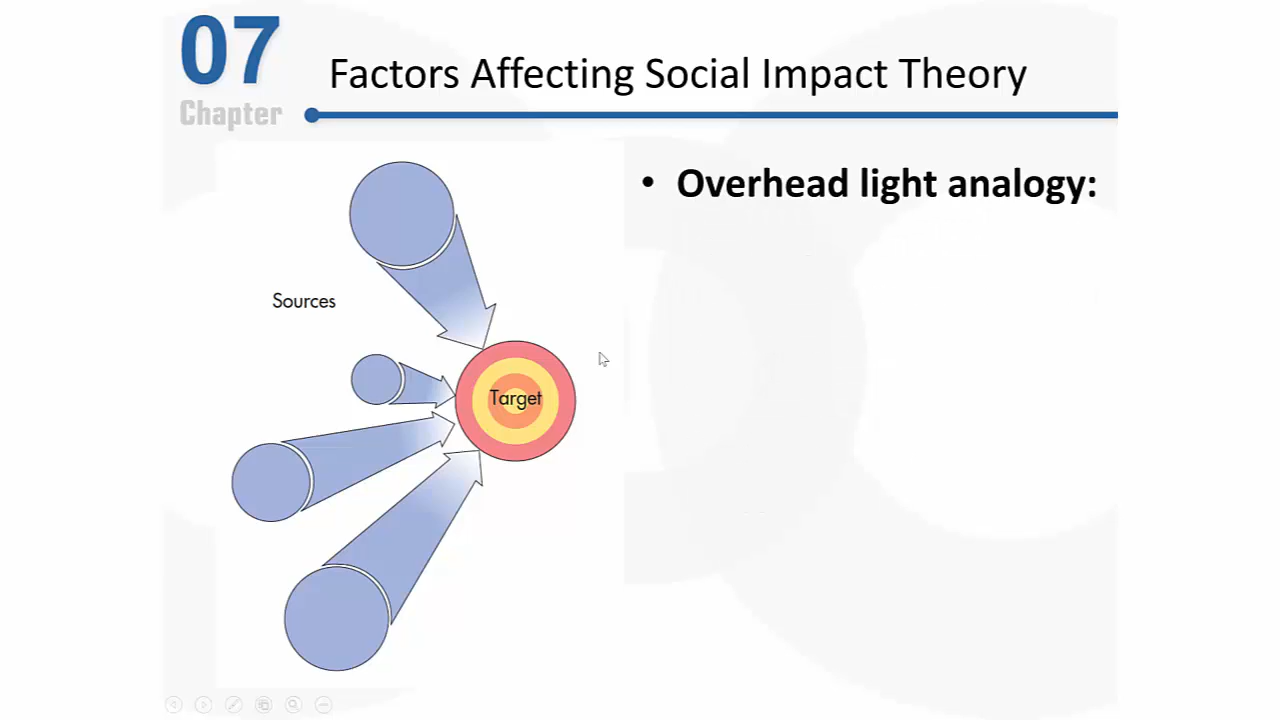 07
Chapter
Factors Affecting Social Impact Theory
• Overhead light analogy:
Sources
Target